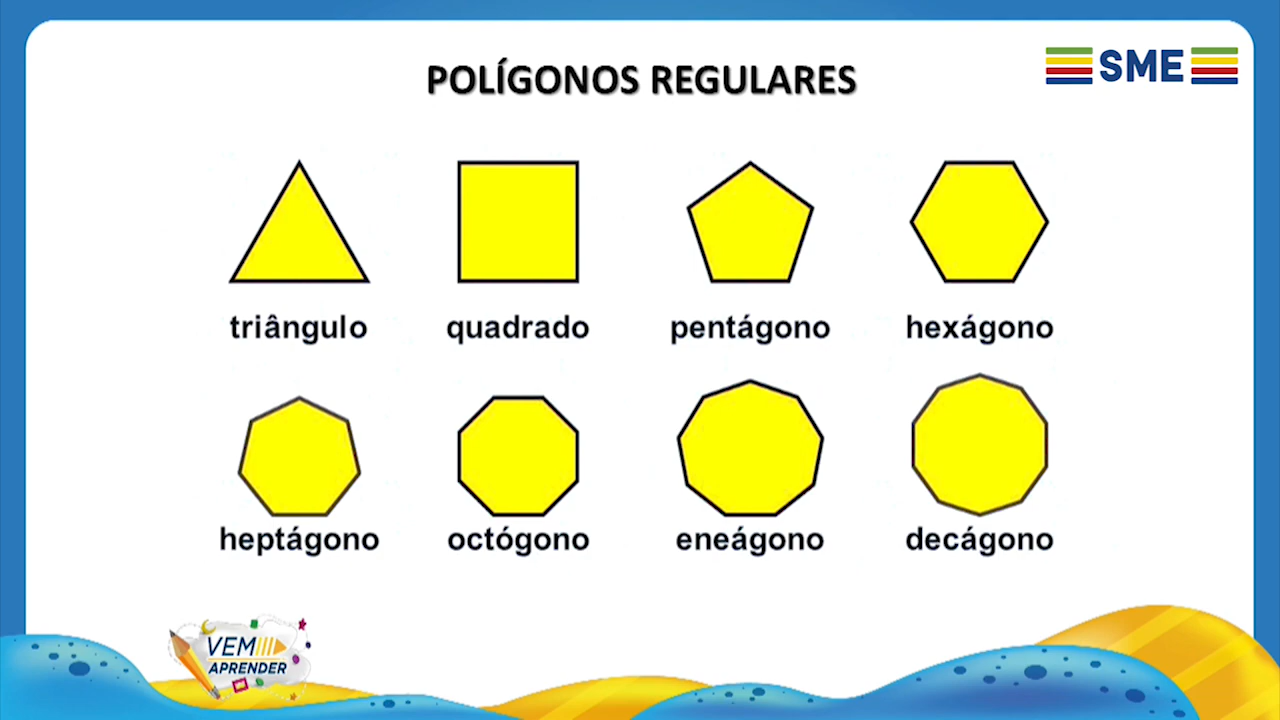 POLÍGONOS REGULARES
SME
triângulo quadrado pentágono hexágono
heptágono octógono eneágono decágono
VEM
APRENDER